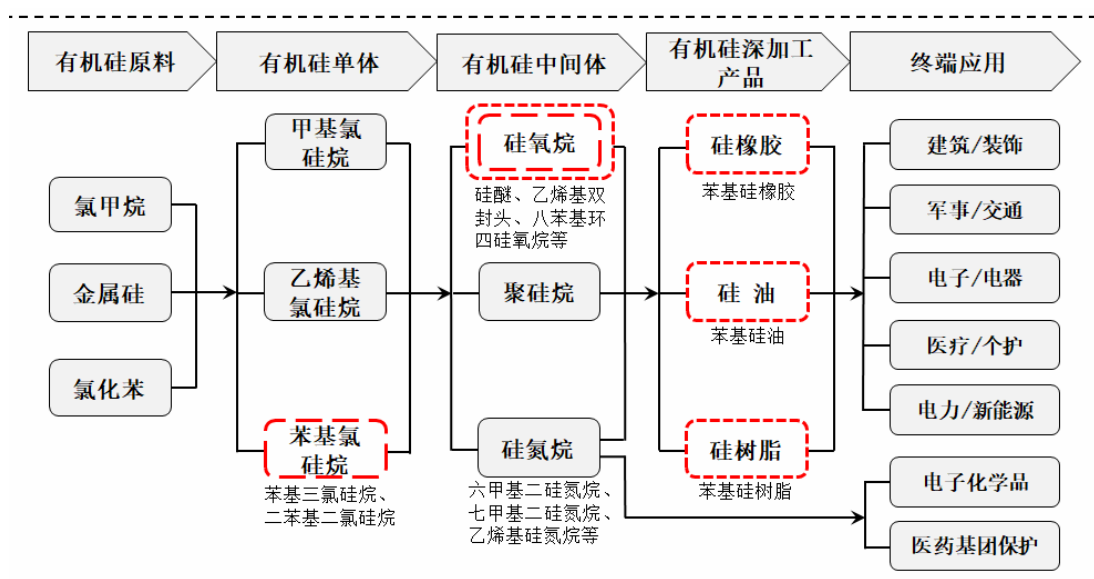 有机硅原料
有机硅单体
有机硅中间体
有机硅深加工
产品
终端应用
氯甲烷
金属硅
氯化苯
甲基氯
硅烷
乙烯基
氯硅烷
苯基氯
硅烷
苯基三氯硅烷、
二苯基二氯硅烷
硅氧烷
硅醚、乙烯基双
封头、八苯基环
四硅氧烷等
聚硅烷
硅氮烷
六甲基二硅氮烷、
七甲基二硅氮烷、
乙烯基硅氮烷等
硅橡胶
苯基硅橡胶
硅 油
苯基硅油
硅树脂
苯基硅树脂
建筑/装饰
军事/交通
电子/电器
医疗/个护
电力/新能源
电子化学品
医药基团保护